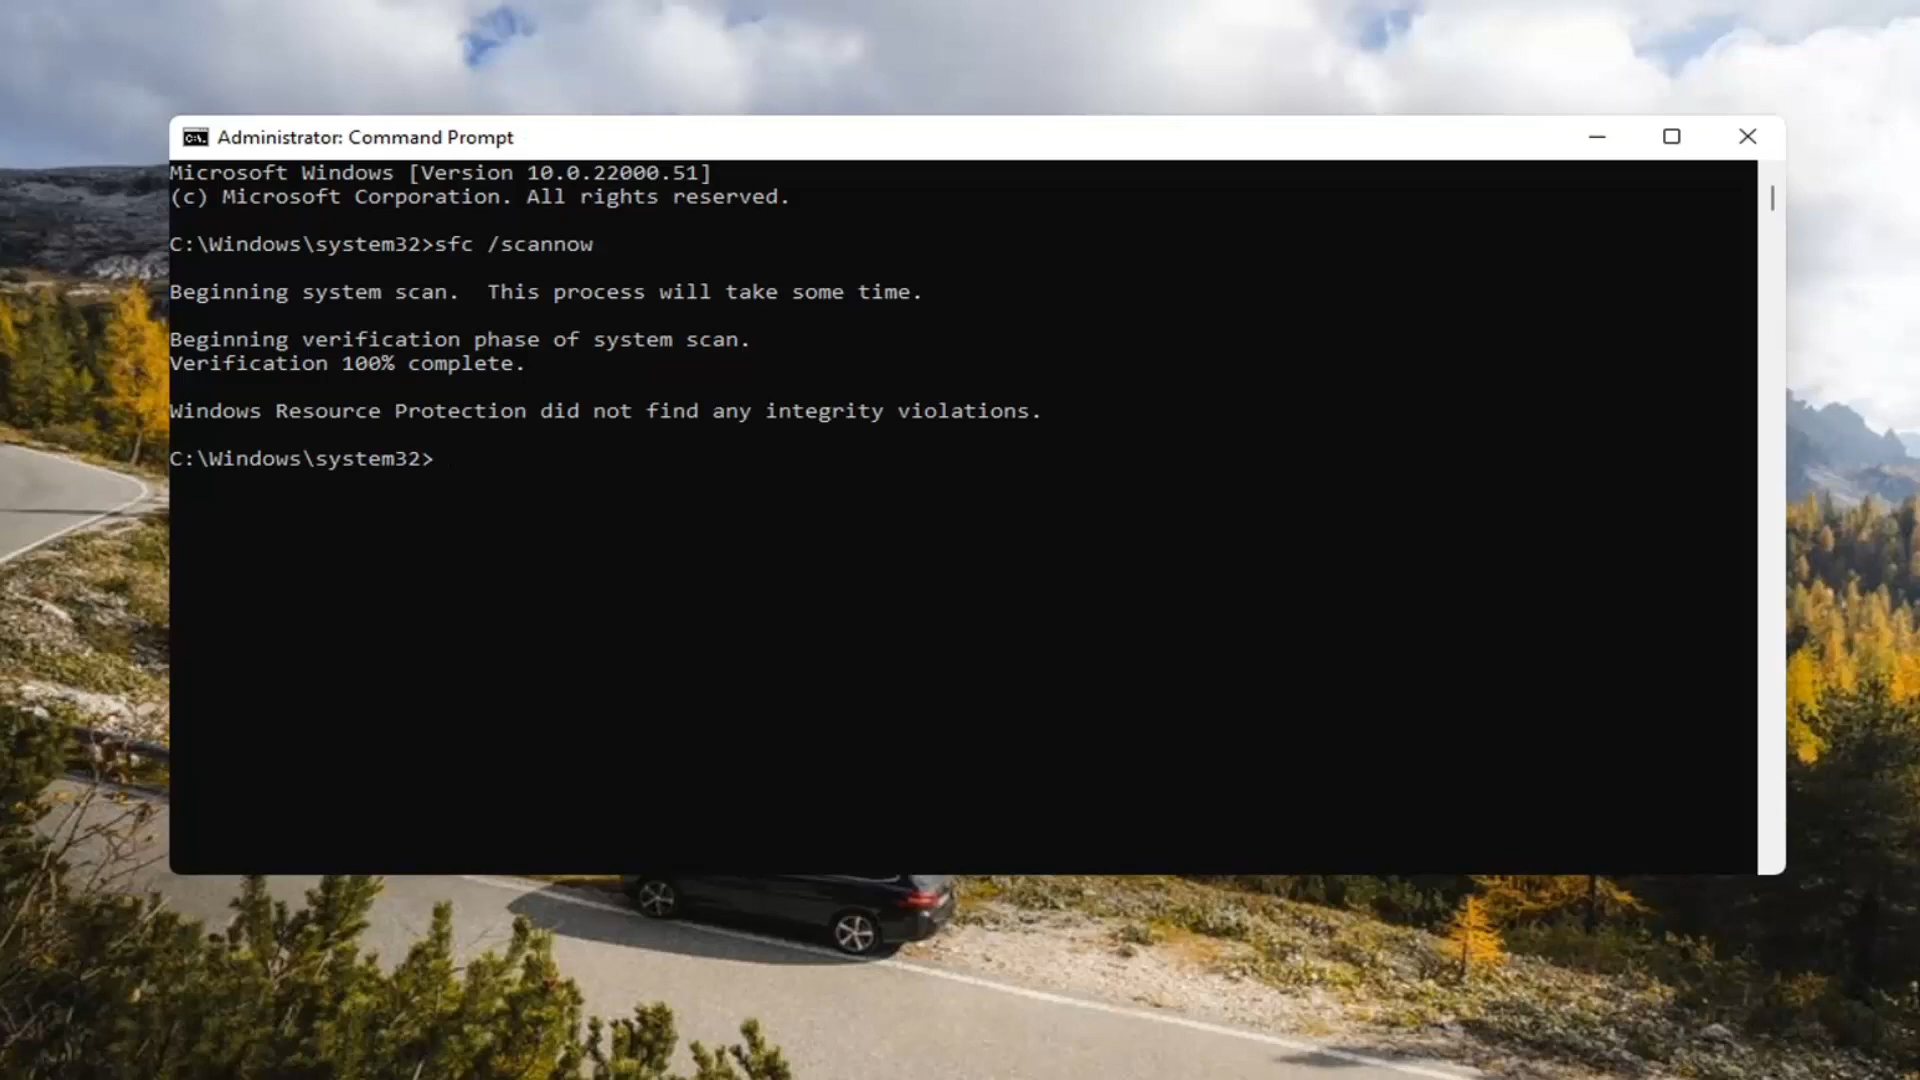 Administrator: Command Prompt
Microsoft Windows [Version 10.0.22000.51]
(c) Microsoft Corporation. All rights reserved.
C:\Windows\system32>sfc /scannow
Beginning system scan.  This process will take some time.
Beginning verification phase of system scan.
Verification 100% complete.
Windows Resource Protection did not find any integrity violations.
C:\Windows\system32>